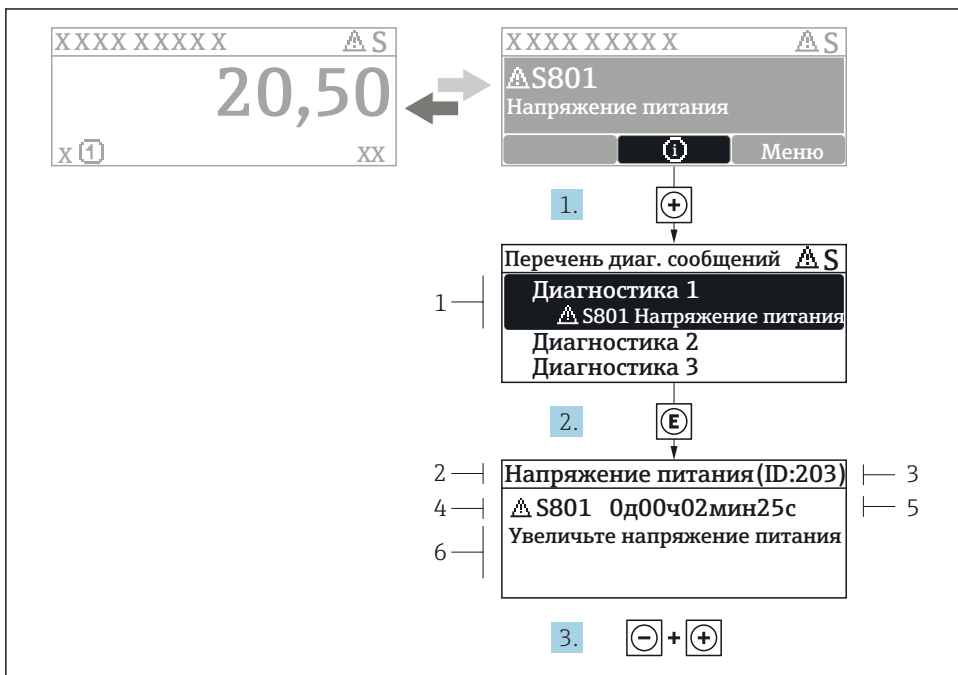 XXXX XXXXX ⚠S
20,50
X ① XX
XXXX XXXXX ⚠S
⚠S801
Напряжение питания
ⓘ Меню
1. +
Перечень диаг. сообщений ⚠S
1 Диагностика 1
⚠ S801 Напряжение питания
Диагностика 2
Диагностика 3
2. E
2 Напряжение питания(ID:203) 3
4 ⚠ S801 0д00ч02мин25с 5
6 Увеличьте напряжение питания
3. - + +